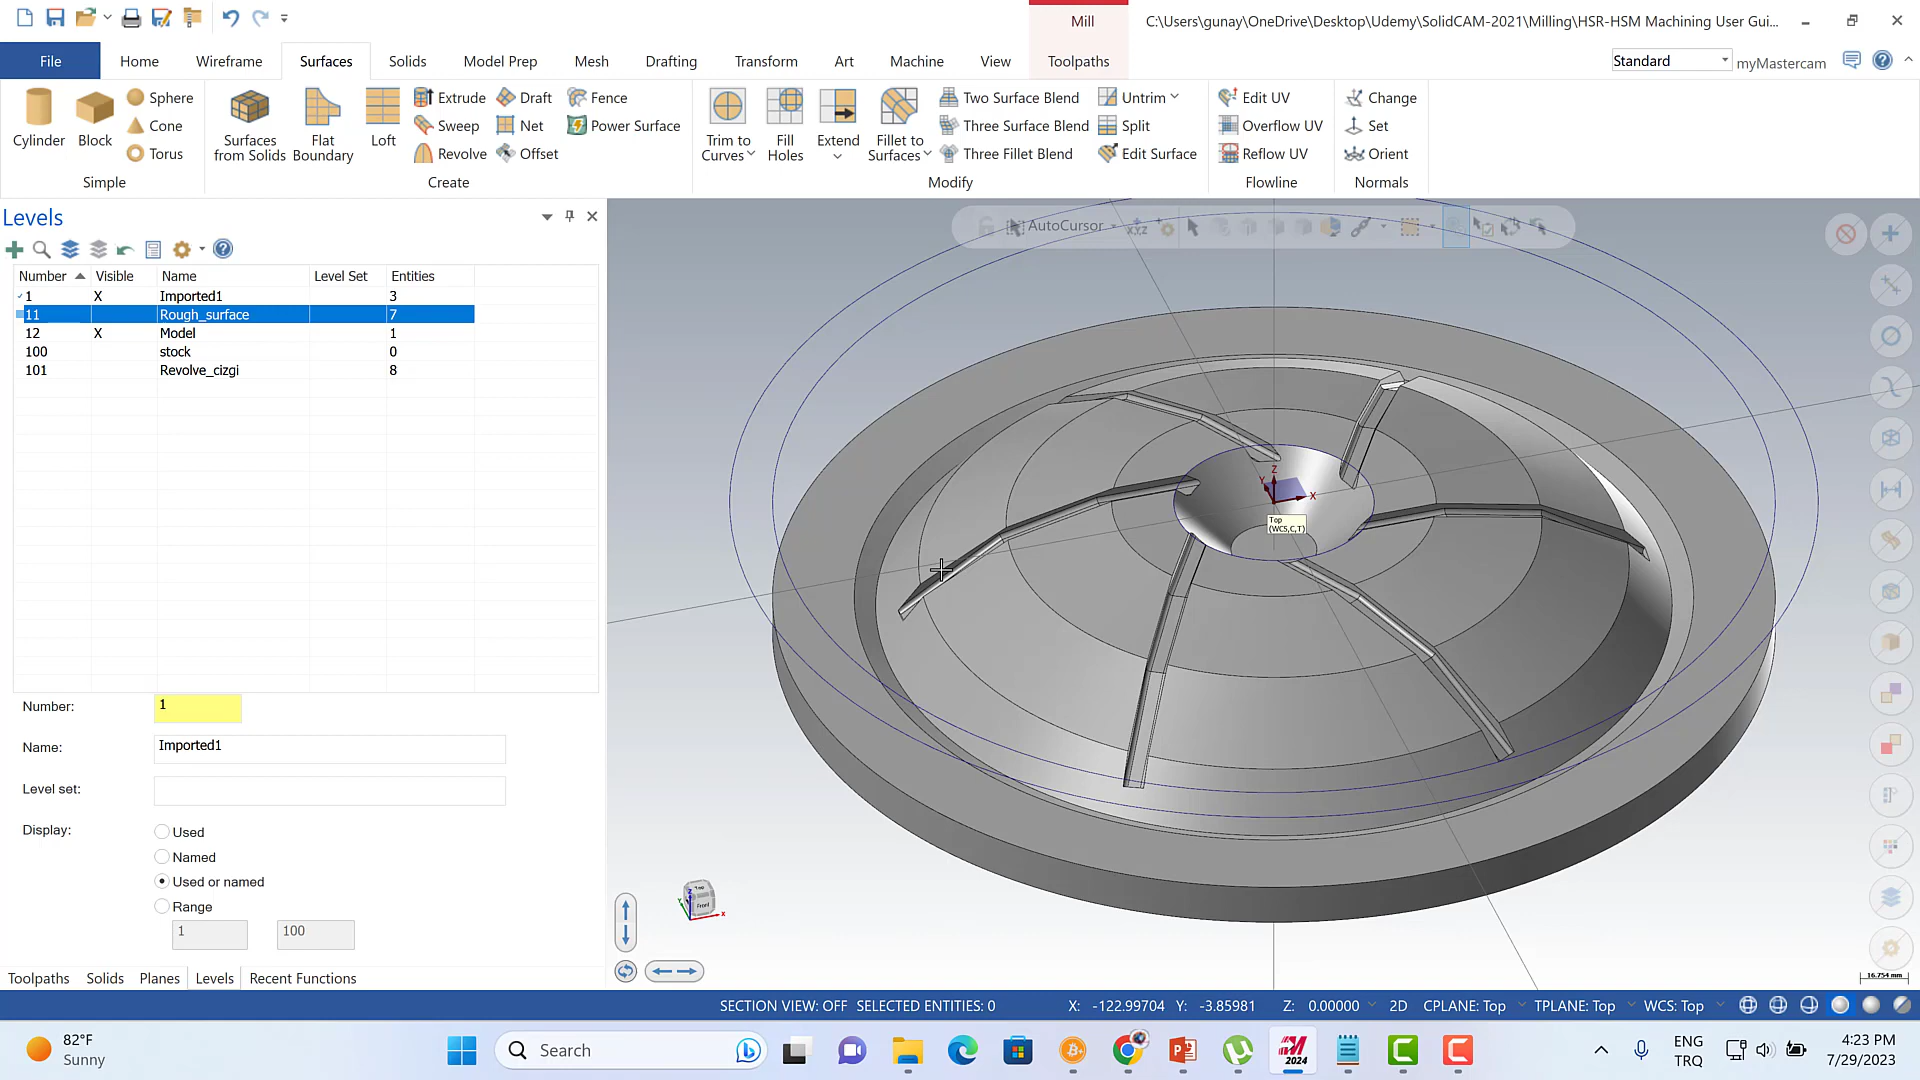 Mill
C:\Users\gunay\OneDrive\Desktop\Udemy\SolidCAM-2021\Milling\HSR-HSM Machining User Gui...
File
Home
Wireframe
Surfaces
Solids
Model Prep
Mesh
Drafting
Transform
Art
Machine
View
Toolpaths
Standard
myMastercam
Cylinder
Block
Sphere
Cone
Torus
Simple
Surfaces from Solids
Flat Boundary
Loft
Extrude
Sweep
Revolve
Draft
Net
Offset
Fence
Power Surface
Create
Trim to Curves
Fill Holes
Extend
Fillet to Surfaces
Two Surface Blend
Three Surface Blend
Three Fillet Blend
Untrim
Split
Edit Surface
Modify
Edit UV
Overflow UV
Reflow UV
Flowline
Change
Set
Orient
Normals
Levels
AutoCursor
Number Visible Name Level Set Entities
1 X Imported1 3
11 Rough_surface 7
12 X Model 1
100 stock 0
101 Revolve_cizgi 8
Number: 1
Name: Imported1
Level set:
Display:
Used
Named
Used or named
Range
1 100
Z
Y
X
Top
(WCS,C,T)
Top
Front
16.754 mm
Toolpaths Solids Planes Levels Recent Functions
SECTION VIEW: OFF SELECTED ENTITIES: 0 X: -122.99704 Y: -3.85981 Z: 0.00000 2D CPLANE: Top TPLANE: Top WCS: Top
82°F
Sunny
Search
2024
ENG
TRQ
4:23 PM
7/29/2023